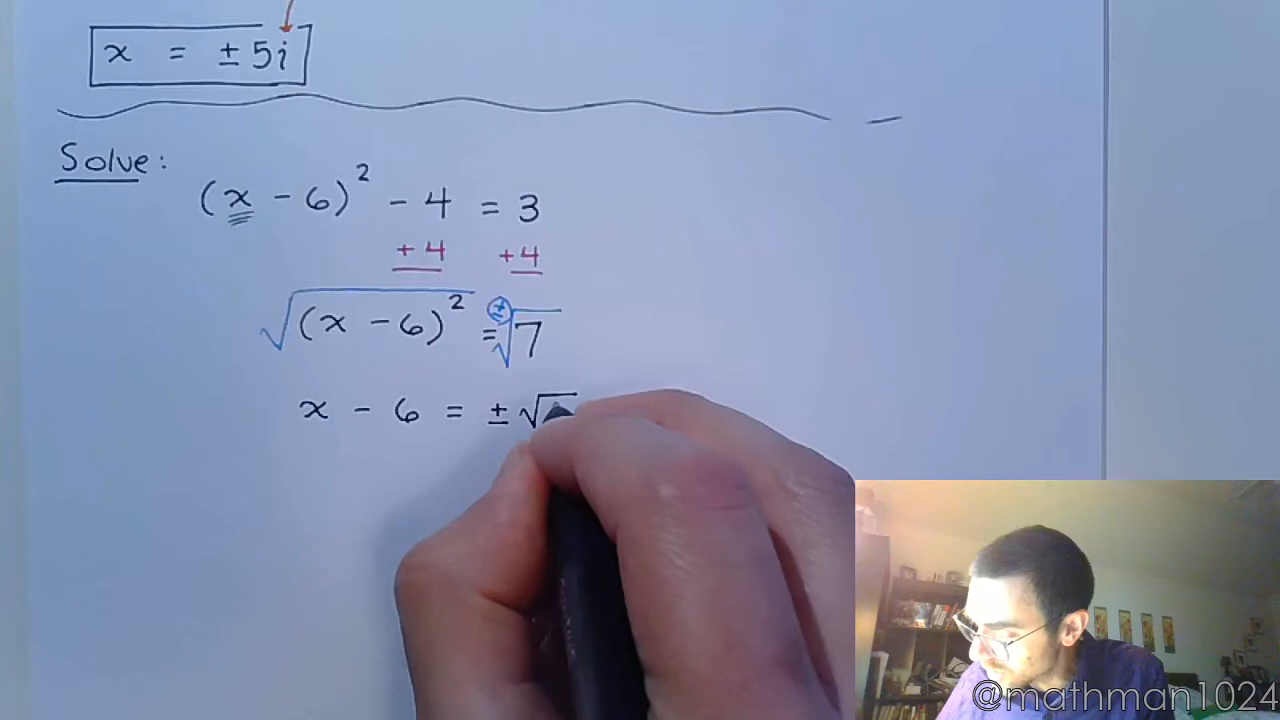 x = ± 5i
Solve:
(x - 6)² - 4 = 3
+ 4 + 4
√(x - 6)² = ±√7
x - 6 = ± √
@mathman1024